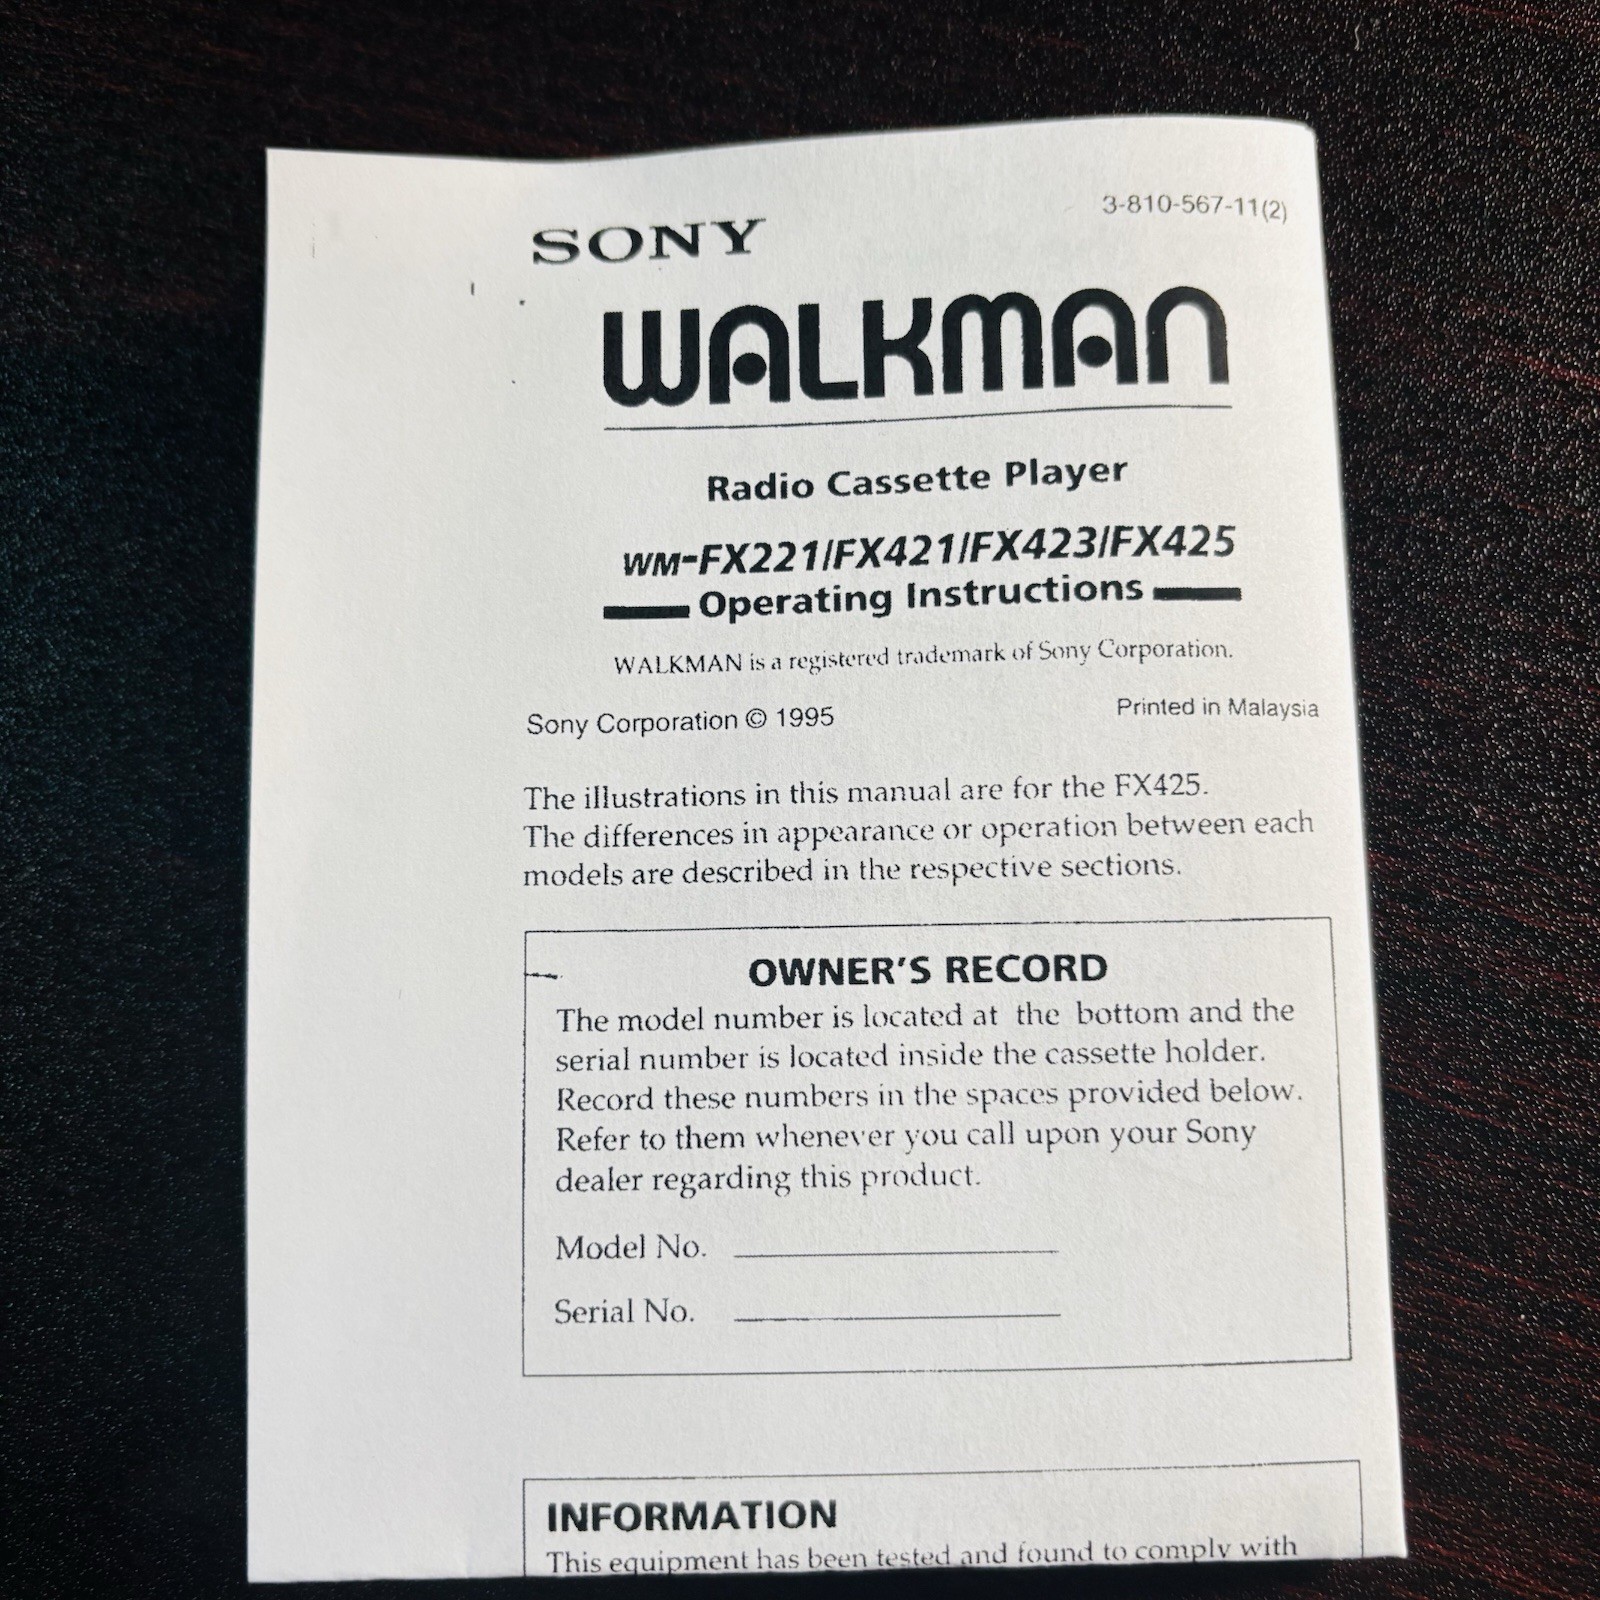 3-810-567-11(2)
SONY
WALKMAN
Radio Cassette Player
WM-FX221/FX421/FX423/FX425
Operating Instructions
WALKMAN is a registered trademark of Sony Corporation.
Sony Corporation © 1995 Printed in Malaysia
The illustrations in this manual are for the FX425.
The differences in appearance or operation between each
models are described in the respective sections.
OWNER'S RECORD
The model number is located at the bottom and the
serial number is located inside the cassette holder.
Record these numbers in the spaces provided below.
Refer to them whenever you call upon your Sony
dealer regarding this product.
Model No.
Serial No.
INFORMATION
This equipment has been tested and found to comply with